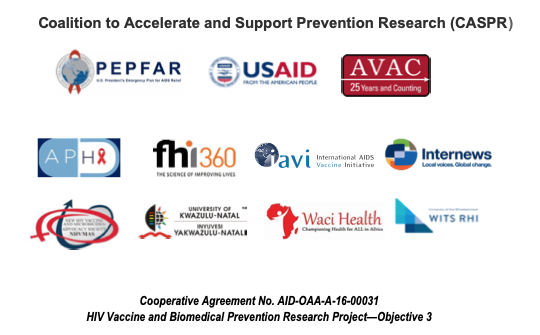 Coalition to Accelerate and Support Prevention Research (CASPR)
PEPFAR
U.S. President's Emergency Plan for AIDS Relief
USAID
FROM THE AMERICAN PEOPLE
AVAC
25 Years and Counting
APHA
fhi360
THE SCIENCE OF IMPROVING LIVES
iavi
International AIDS
Vaccine Initiative
Internews
Local voices. Global change.
NEW HIV VACCINE
AND MICROBICIDE
ADVOCACY SOCIETY
NHVMAS
UNIVERSITY OF
KWAZULU-NATAL
INYUVESI
YAKWAZULU-NATALI
Waci Health
Championing Health for ALL in Africa
WITS RHI
Cooperative Agreement No. AID-OAA-A-16-00031
HIV Vaccine and Biomedical Prevention Research Project—Objective 3